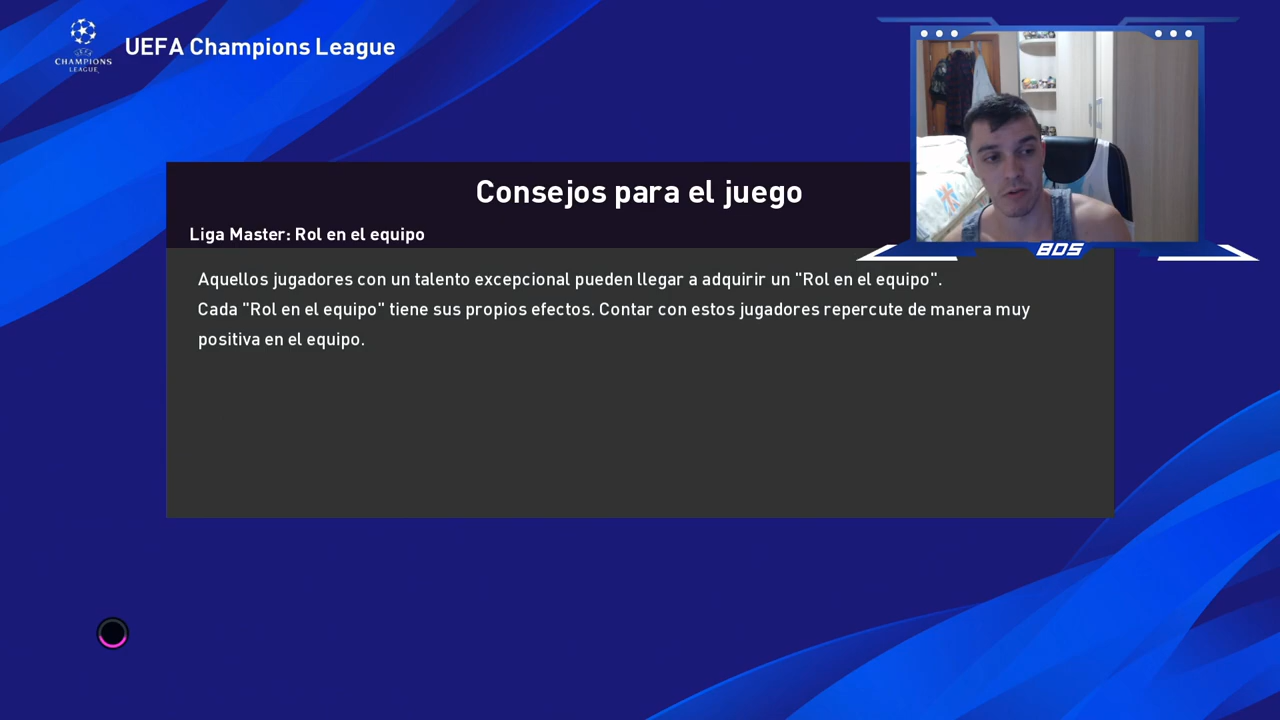 UEFA Champions League
CHAMPIONS
LEAGUE
Consejos para el juego
Liga Master: Rol en el equipo
Aquellos jugadores con un talento excepcional pueden llegar a adquirir un "Rol en el equipo".
Cada "Rol en el equipo" tiene sus propios efectos. Contar con estos jugadores repercute de manera muy
positiva en el equipo.
BDS